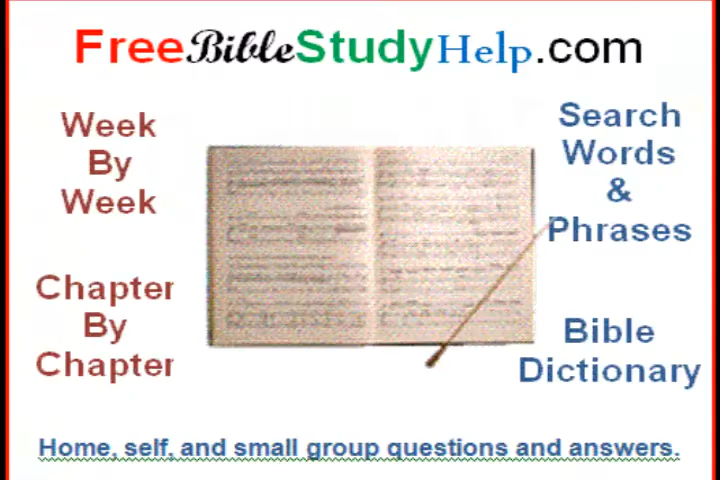 FreeBibleStudyHelp.com
Week
By
Week
Chapter
By
Chapter
Search
Words
&
Phrases
Bible
Dictionary
Home, self, and small group questions and answers.